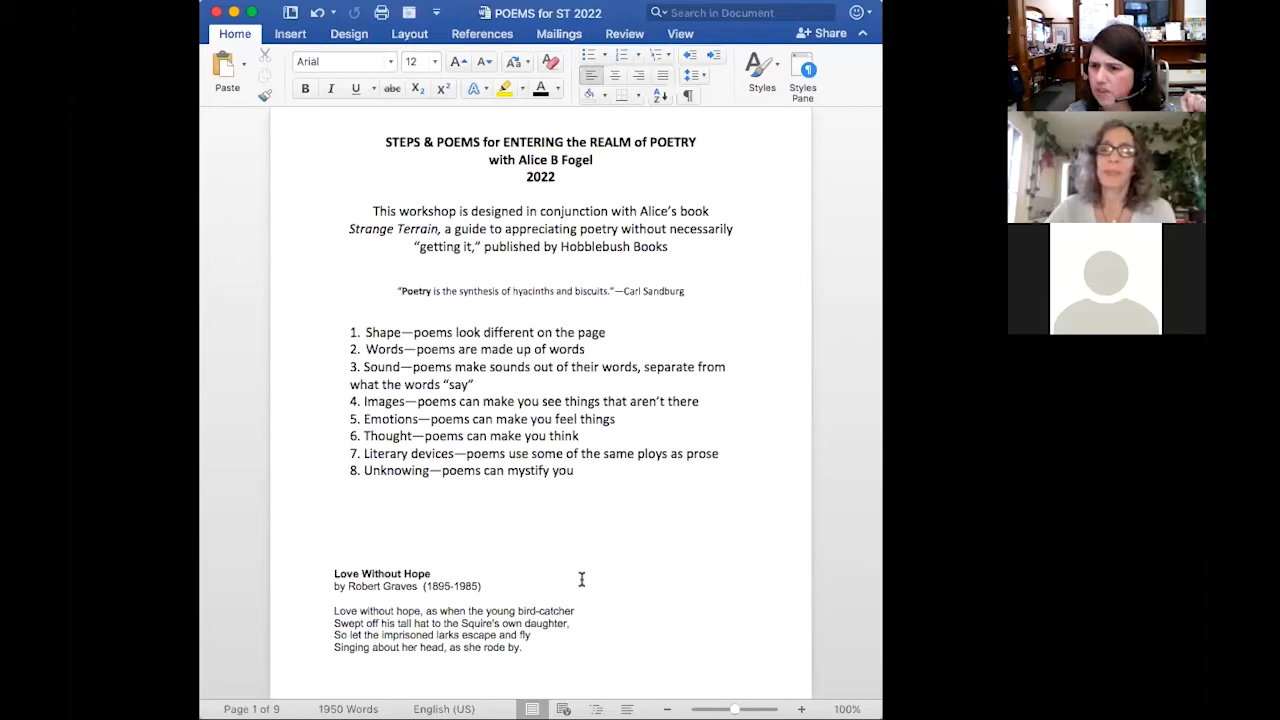 POEMS for ST 2022
Search in Document
Home Insert Design Layout References Mailings Review View Share
Paste
Arial 12
B I U abc X2 X2 A A
Styles Styles Pane
STEPS & POEMS for ENTERING the REALM of POETRY
with Alice B Fogel
2022
This workshop is designed in conjunction with Alice’s book
Strange Terrain, a guide to appreciating poetry without necessarily
“getting it,” published by Hobblebush Books
“Poetry is the synthesis of hyacinths and biscuits.”—Carl Sandburg
1. Shape—poems look different on the page
2. Words—poems are made up of words
3. Sound—poems make sounds out of their words, separate from
what the words “say”
4. Images—poems can make you see things that aren’t there
5. Emotions—poems can make you feel things
6. Thought—poems can make you think
7. Literary devices—poems use some of the same ploys as prose
8. Unknowing—poems can mystify you
Love Without Hope
by Robert Graves (1895-1985)
Love without hope, as when the young bird-catcher
Swept off his tall hat to the Squire's own daughter,
So let the imprisoned larks escape and fly
Singing about her head, as she rode by.
Page 1 of 9 1950 Words English (US) 100%